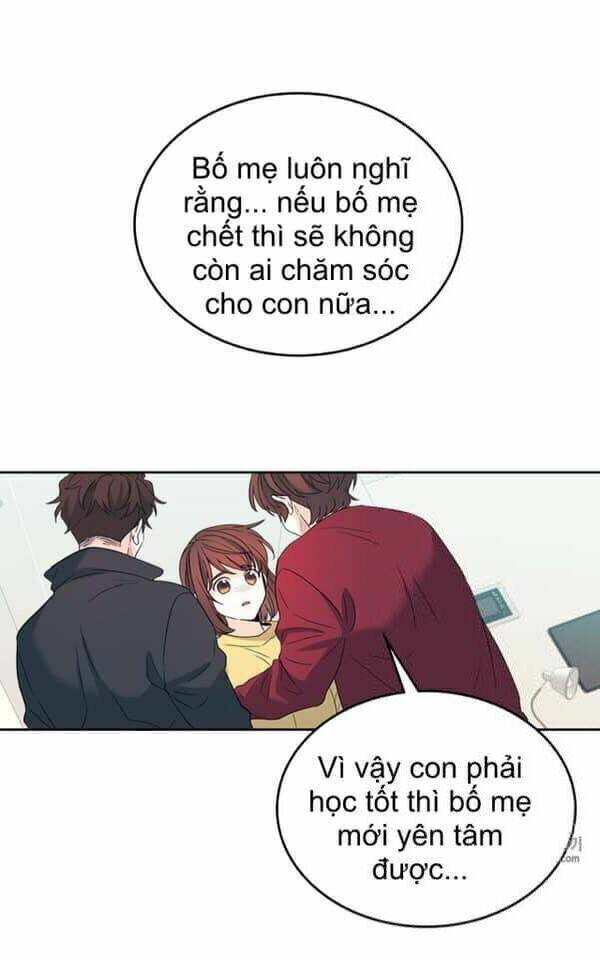 Bố mẹ luôn nghĩ
rằng... nếu bố mẹ
chết thì sẽ không
còn ai chăm sóc
cho con nữa...
Vì vậy con phải
học tốt thì bố mẹ
mới yên tâm
được...
com